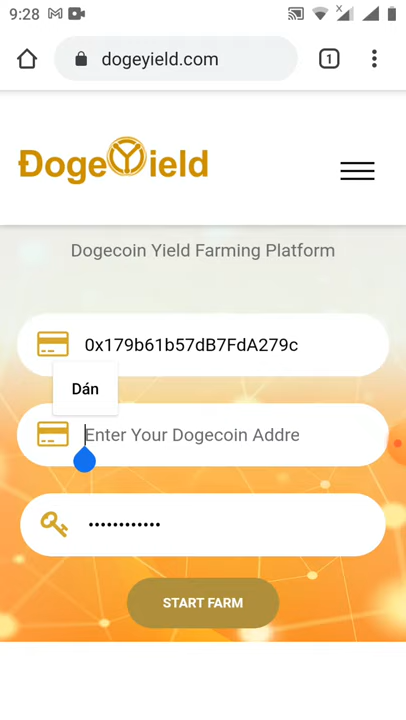 9:28
dogeyield.com
1
ĐogeYield
Dogecoin Yield Farming Platform
0x179b61b57dB7FdA279c
Dán
Enter Your Dogecoin Addre
••••••••••••
START FARM